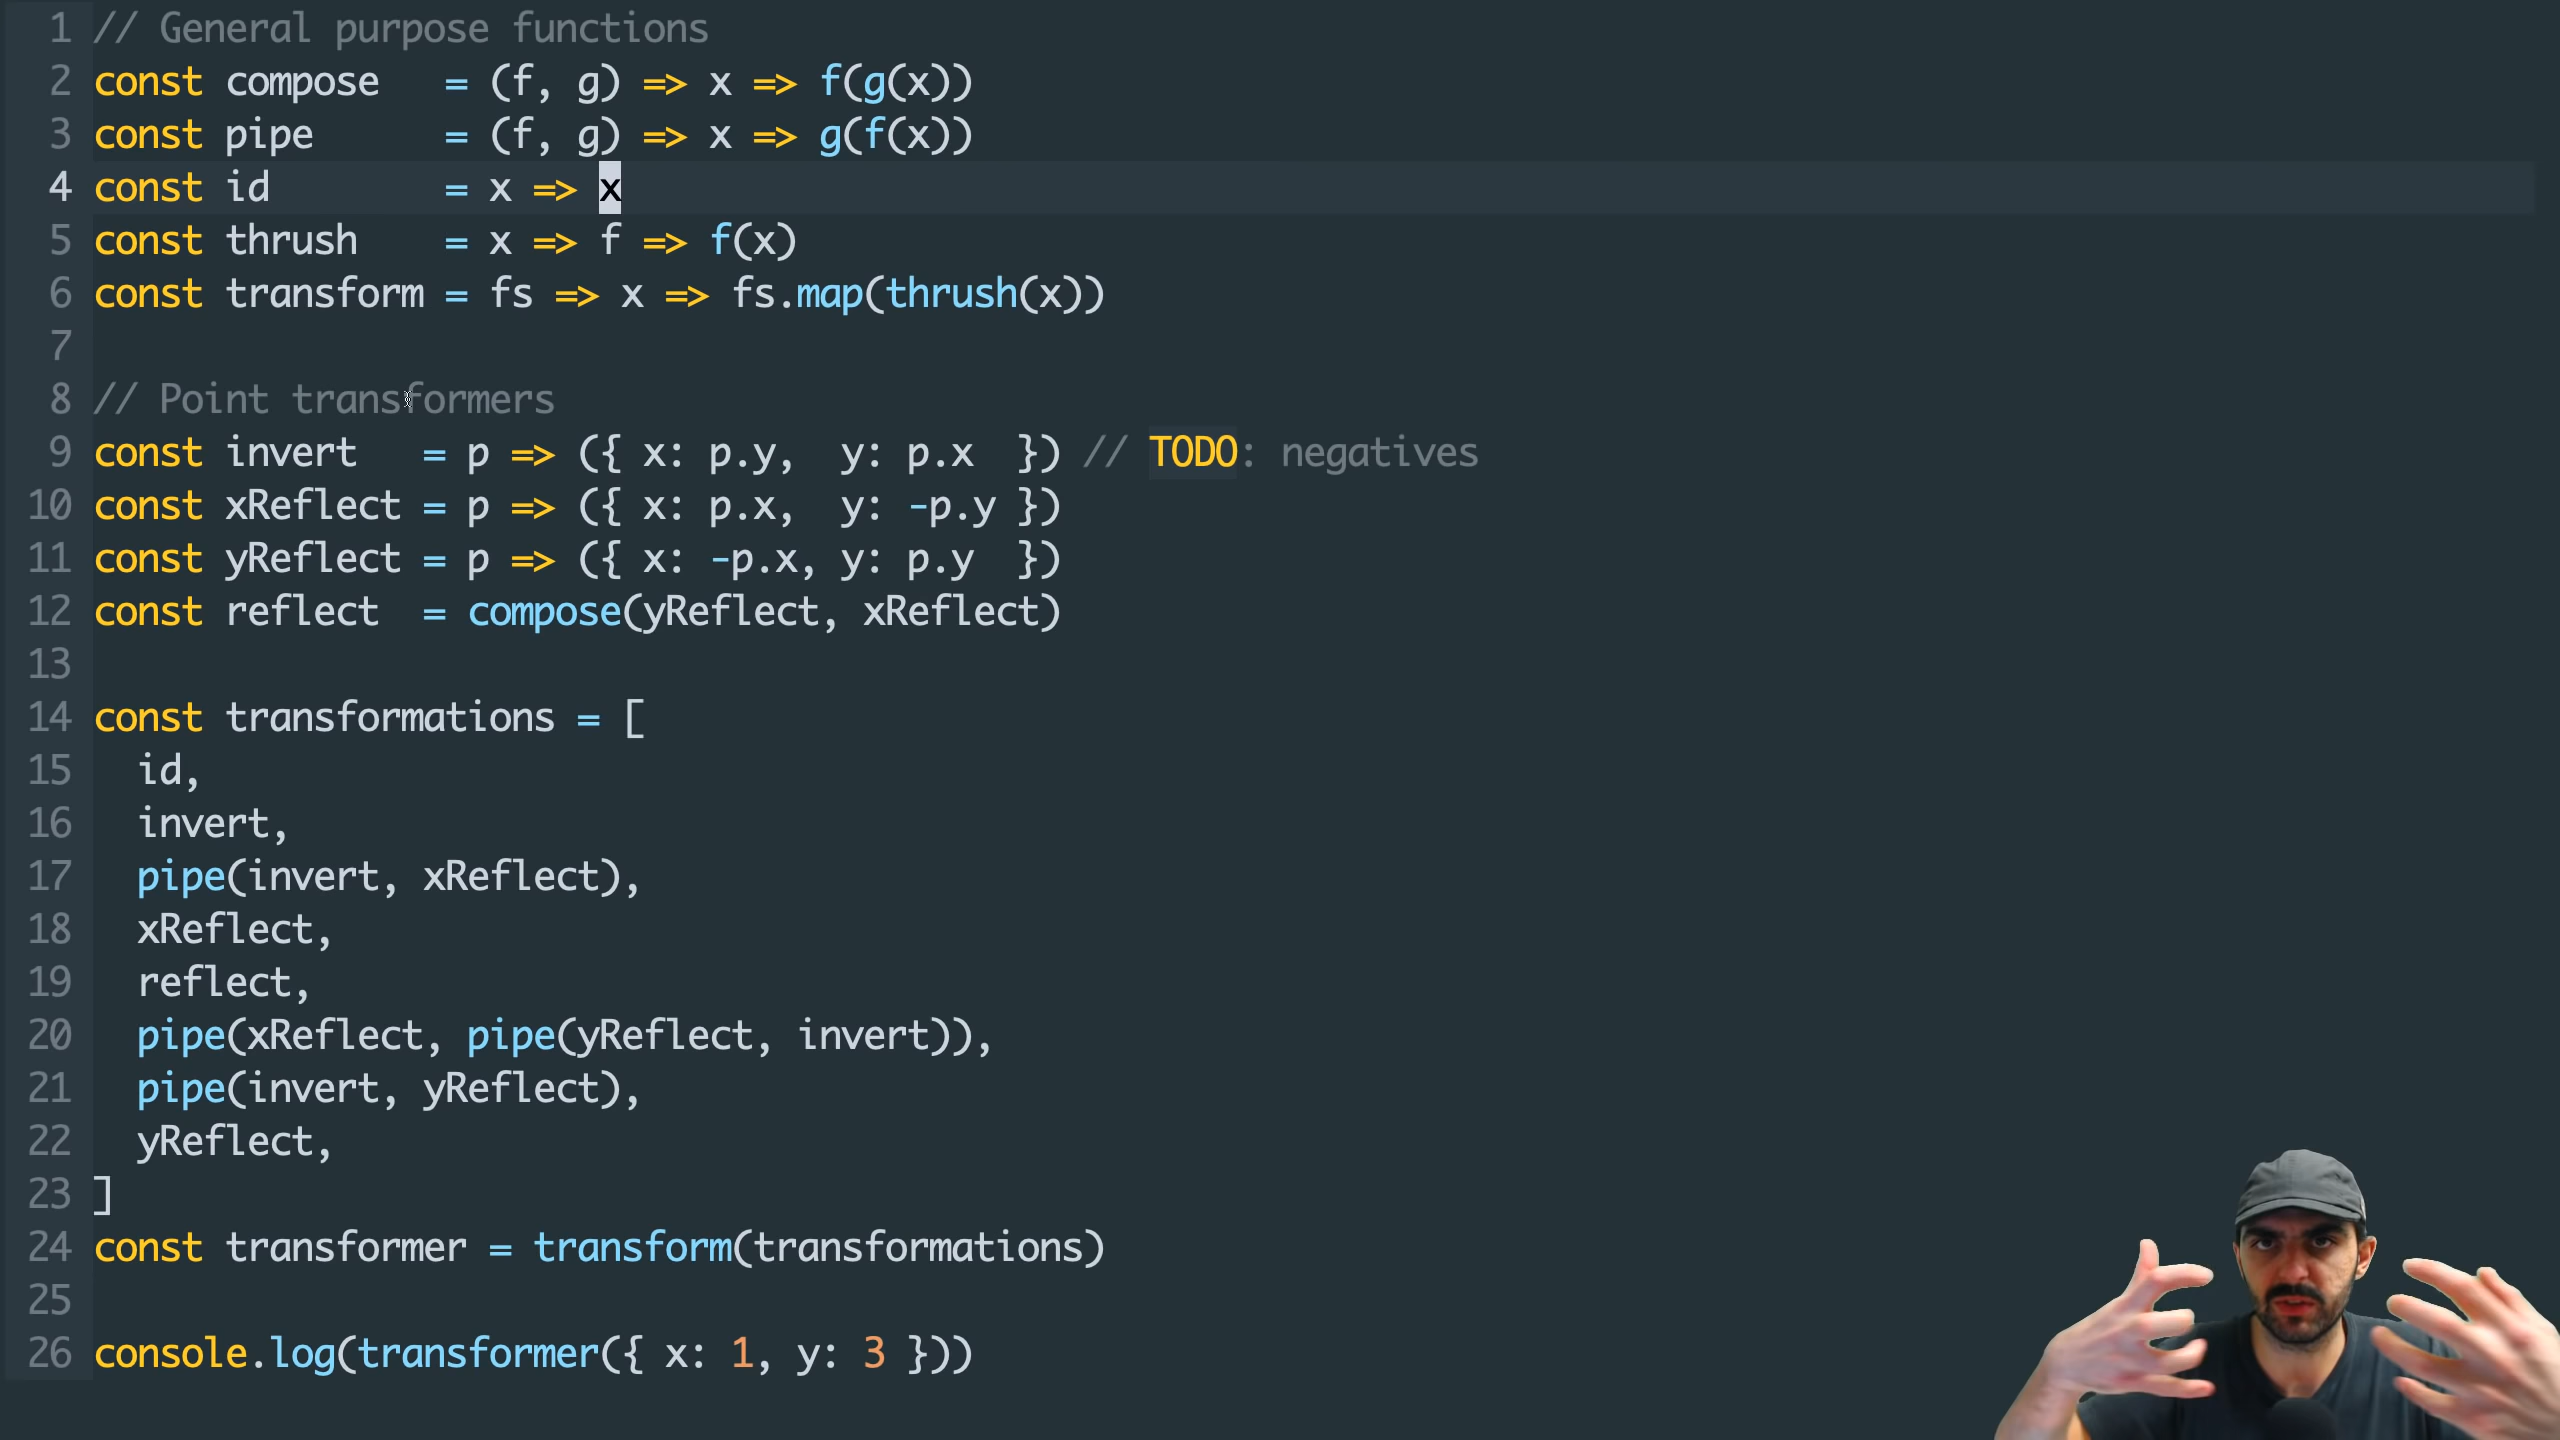 1 // General purpose functions
2 const compose   = (f, g) => x => f(g(x))
3 const pipe      = (f, g) => x => g(f(x))
4 const id        = x => x
5 const thrush    = x => f => f(x)
6 const transform = fs => x => fs.map(thrush(x))
7
8 // Point transformers
9 const invert   = p => ({ x: p.y,  y: p.x  }) // TODO: negatives
10 const xReflect = p => ({ x: p.x,  y: -p.y })
11 const yReflect = p => ({ x: -p.x, y: p.y  })
12 const reflect  = compose(yReflect, xReflect)
13
14 const transformations = [
15   id,
16   invert,
17   pipe(invert, xReflect),
18   xReflect,
19   reflect,
20   pipe(xReflect, pipe(yReflect, invert)),
21   pipe(invert, yReflect),
22   yReflect,
23 ]
24 const transformer = transform(transformations)
25
26 console.log(transformer({ x: 1, y: 3 }))